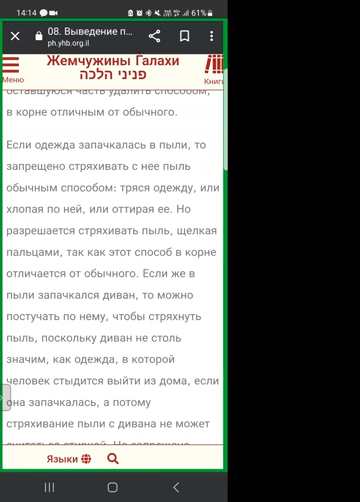 14:14
61%
08. Выведение п...
ph.yhb.org.il
Жемчужины Галахи
פניני הלכה
Меню
Книги
оставшуюся часть удалить способом,
в корне отличным от обычного.
Если одежда запачкалась в пыли, то
запрещено стряхивать с нее пыль
обычным способом: тряся одежду, или
хлопая по ней, или оттирая ее. Но
разрешается стряхивать пыль, щелкая
пальцами, так как этот способ в корне
отличается от обычного. Если же в
пыли запачкался диван, то можно
постучать по нему, чтобы стряхнуть
пыль, поскольку диван не столь
значим, как одежда, в которой
человек стыдится выйти из дома, если
она запачкалась, а потому
стряхивание пыли с дивана не может
считаться стиркой. Но запрещено
Языки